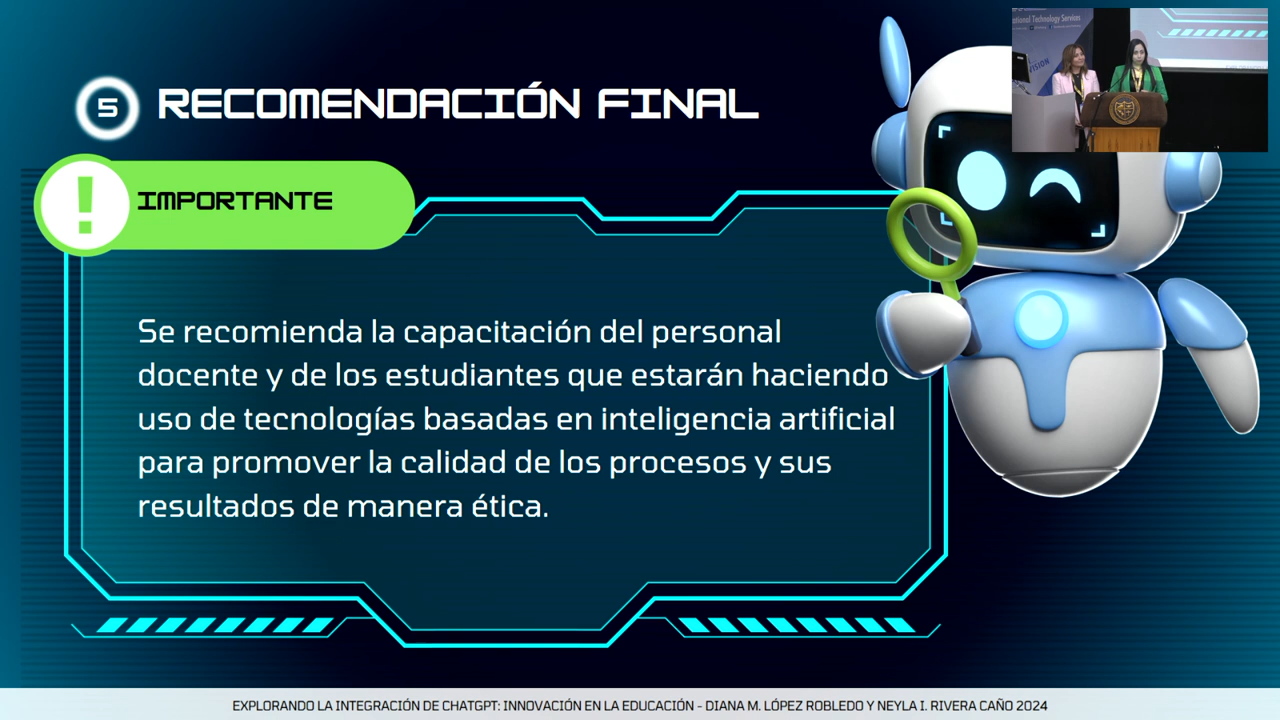 5
RECOMENDACIÓN FINAL
!
IMPORTANTE
Se recomienda la capacitación del personal
docente y de los estudiantes que estarán haciendo
uso de tecnologías basadas en inteligencia artificial
para promover la calidad de los procesos y sus
resultados de manera ética.
EXPLORANDO LA INTEGRACIÓN DE CHATGPT: INNOVACIÓN EN LA EDUCACIÓN - DIANA M. LÓPEZ ROBLEDO Y NEYLA I. RIVERA CAÑO 2024
Technology Services